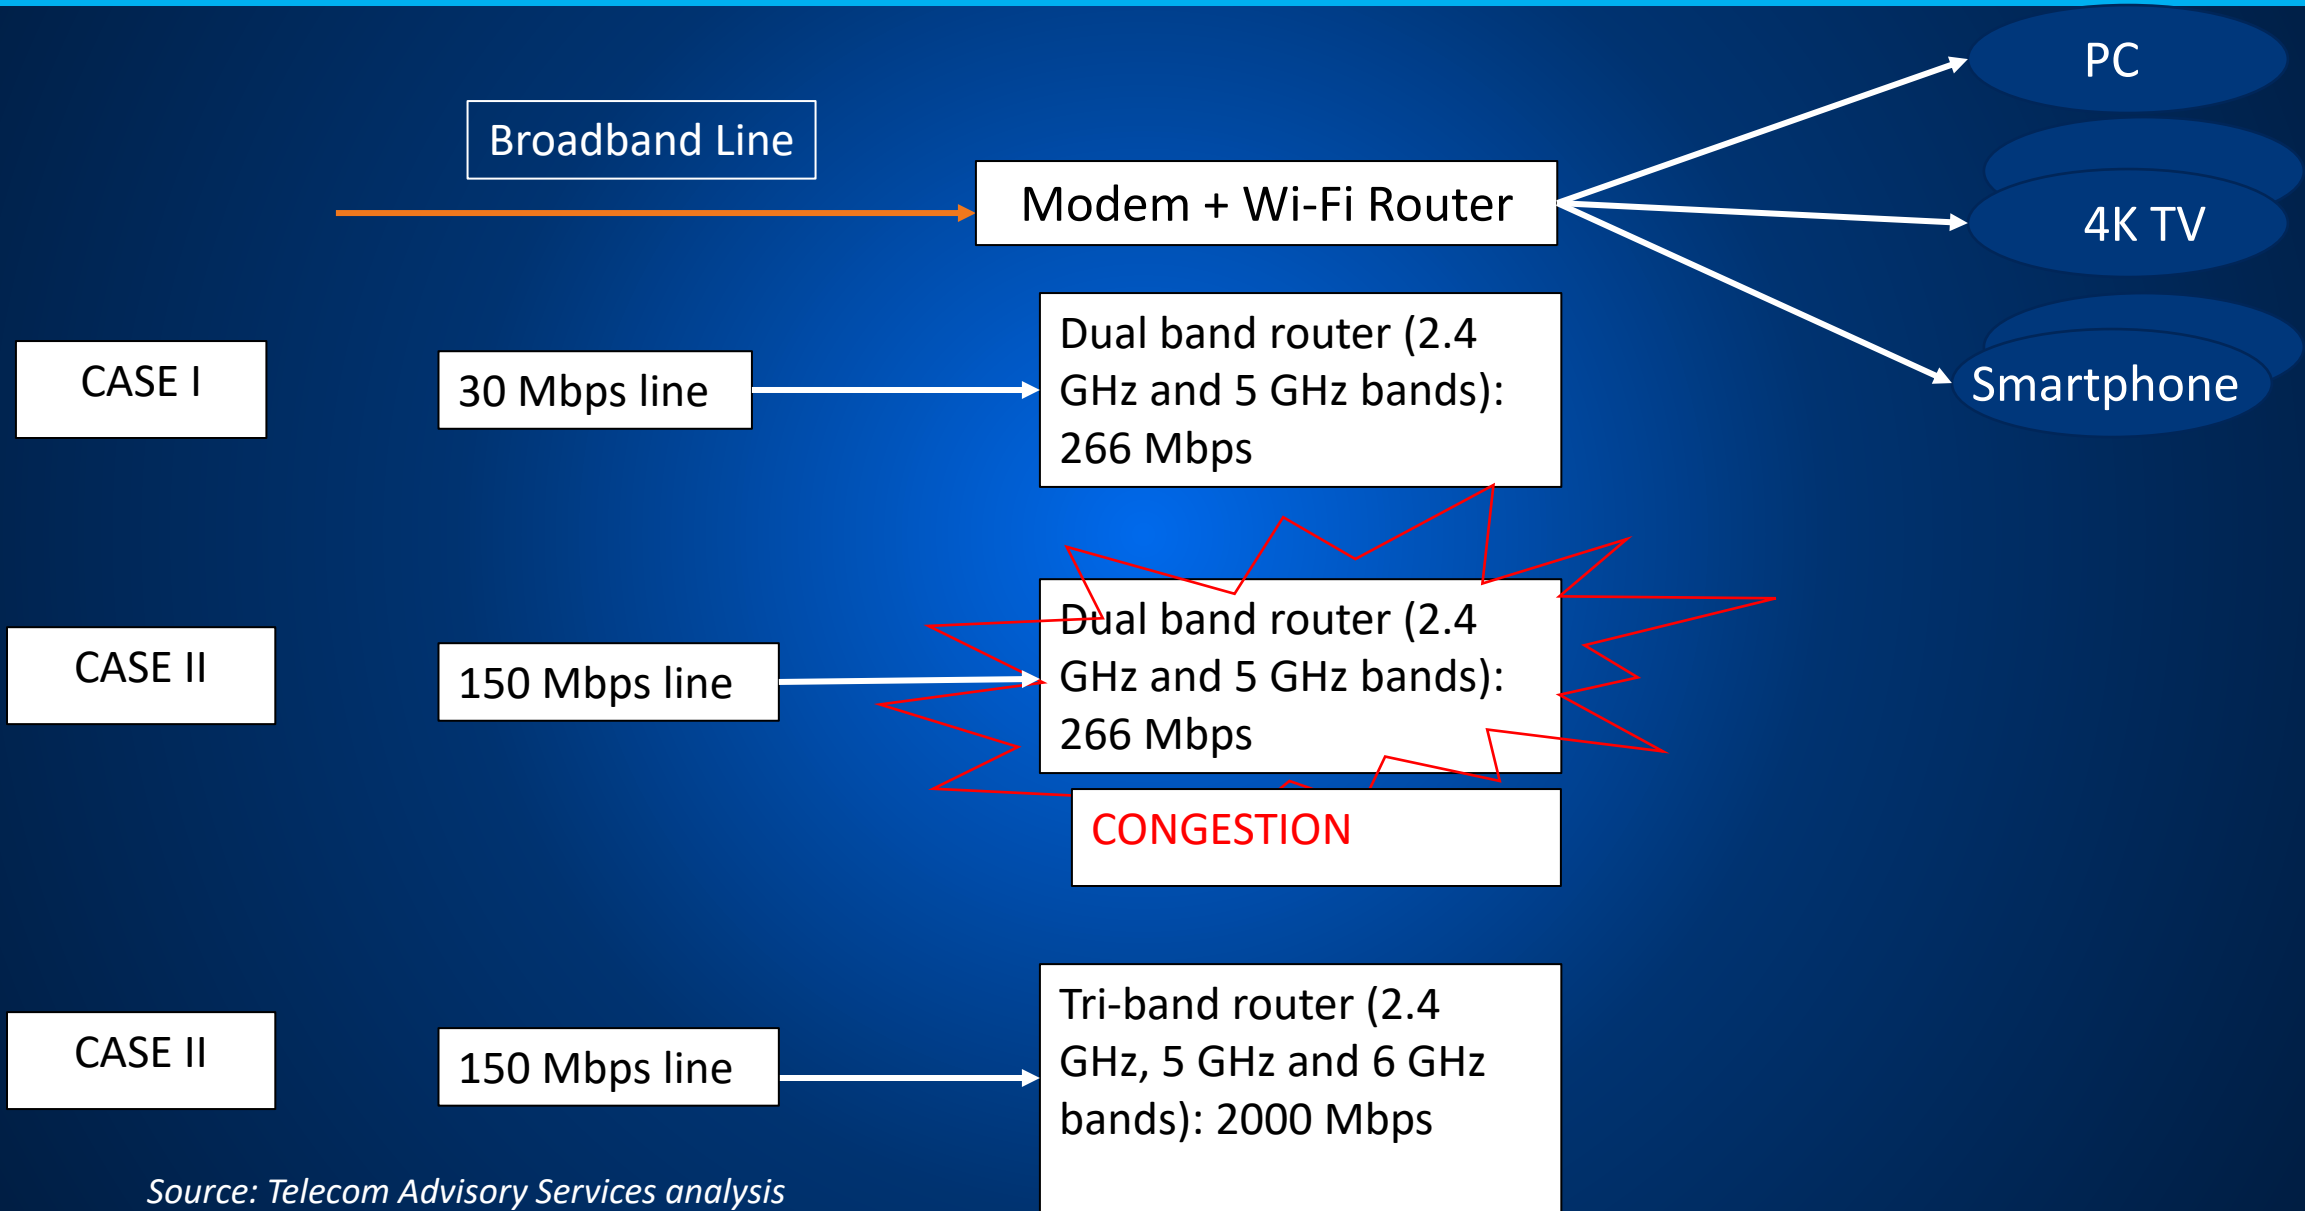 PC
Broadband Line
Modem + Wi-Fi Router
4K TV
Smartphone
CASE I
30 Mbps line
Dual band router (2.4
GHz and 5 GHz bands):
266 Mbps
CASE II
150 Mbps line
Dual band router (2.4
GHz and 5 GHz bands):
266 Mbps
CONGESTION
CASE II
150 Mbps line
Tri-band router (2.4
GHz, 5 GHz and 6 GHz
bands): 2000 Mbps
Source: Telecom Advisory Services analysis